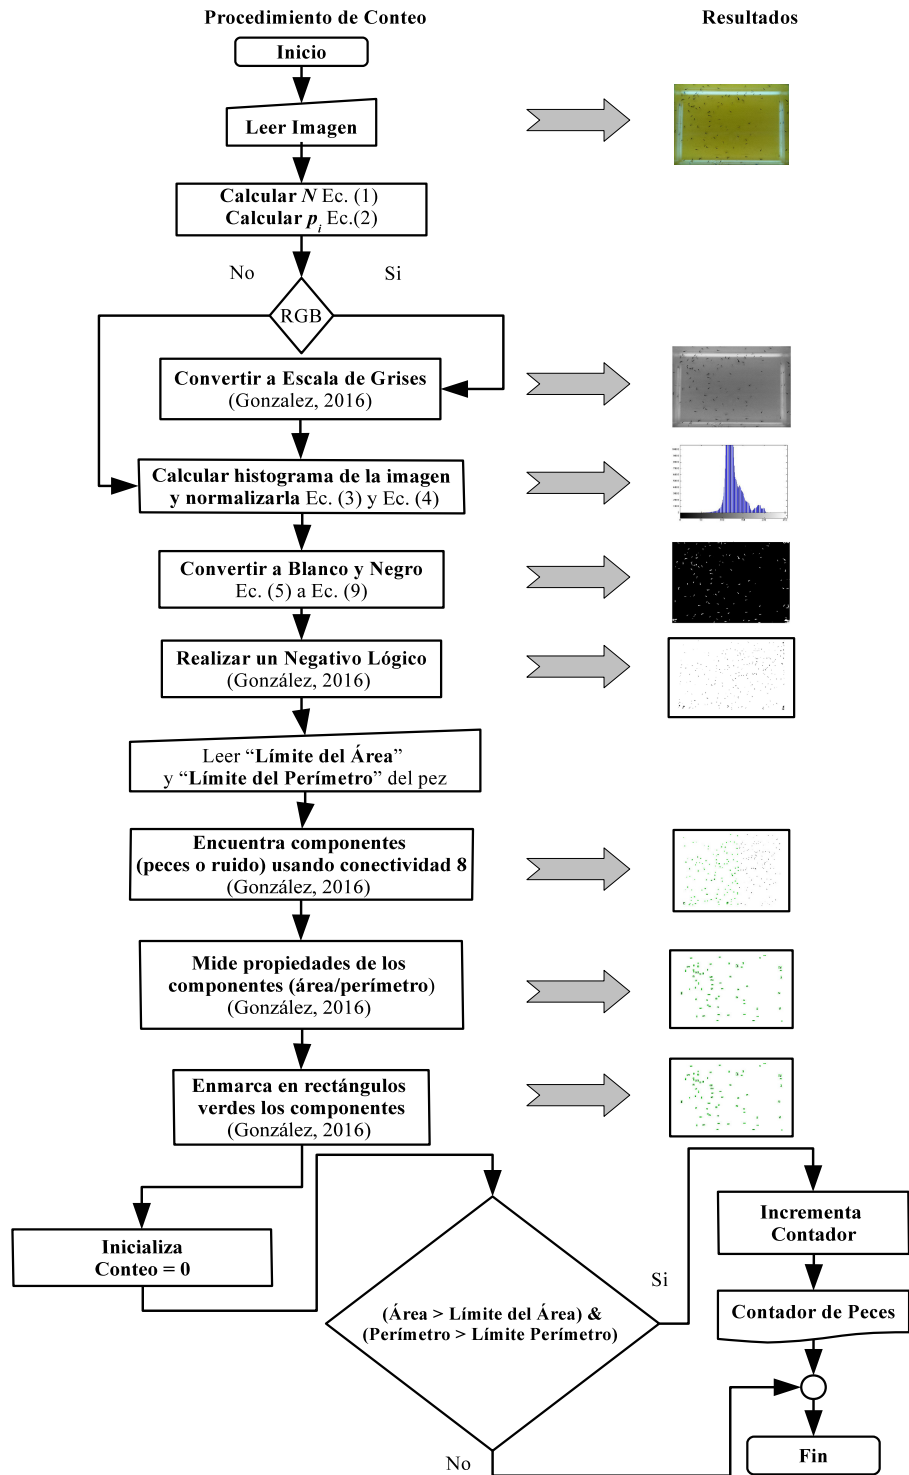 Procedimiento de Conteo
Resultados
Inicio
Leer Imagen
Calcular N Ec. (1)
Calcular pi Ec.(2)
No
Si
RGB
Convertir a Escala de Grises
(Gonzalez, 2016)
Calcular histograma de la imagen
y normalizarla Ec. (3) y Ec. (4)
Convertir a Blanco y Negro
Ec. (5) a Ec. (9)
Realizar un Negativo Lógico
(González, 2016)
Leer “Límite del Área”
y “Límite del Perímetro” del pez
Encuentra componentes
(peces o ruido) usando conectividad 8
(González, 2016)
Mide propiedades de los
componentes (área/perímetro)
(González, 2016)
Enmarca en rectángulos
verdes los componentes
(González, 2016)
Inicializa
Conteo = 0
(Área > Límite del Área) &
(Perímetro > Límite Perímetro)
Si
Incrementa
Contador
Contador de Peces
No
Fin